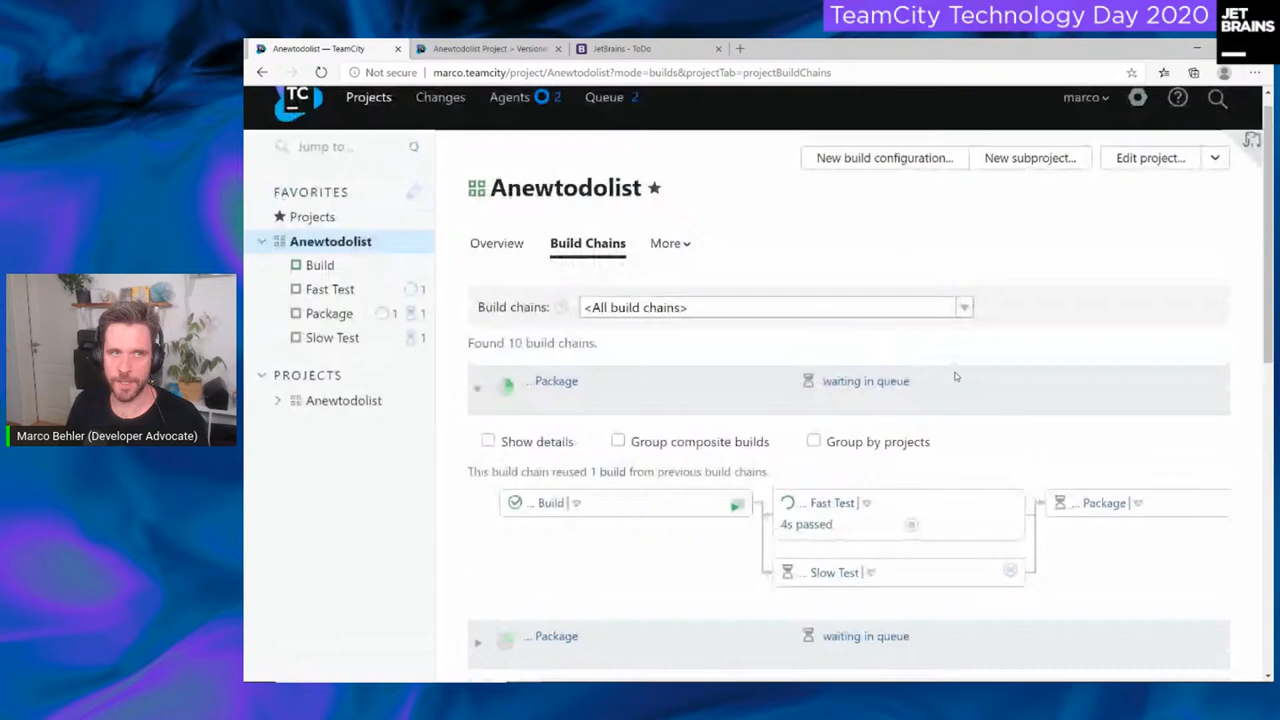 TeamCity Technology Day 2020
JET
BRAINS
Anewtodolist — TeamCity
Anewtodolist Project > Versione
JetBrains - ToDo
Not secure
marco.teamcity/project/Anewtodolist?mode=builds&projectTab=projectBuildChains
TC
Projects
Changes
Agents 2
Queue 2
marco
Jump to ...
New build configuration...
New subproject...
Edit project...
FAVORITES
Projects
Anewtodolist
Build
Fast Test 1
Package 1 1
Slow Test 1
PROJECTS
Anewtodolist
Anewtodolist
Overview
Build Chains
More
Build chains:
<All build chains>
Found 10 build chains.
... Package
waiting in queue
Show details
Group composite builds
Group by projects
This build chain reused 1 build from previous build chains.
... Build
... Fast Test
4s passed
... Package
... Slow Test
... Package
waiting in queue
Marco Behler (Developer Advocate)